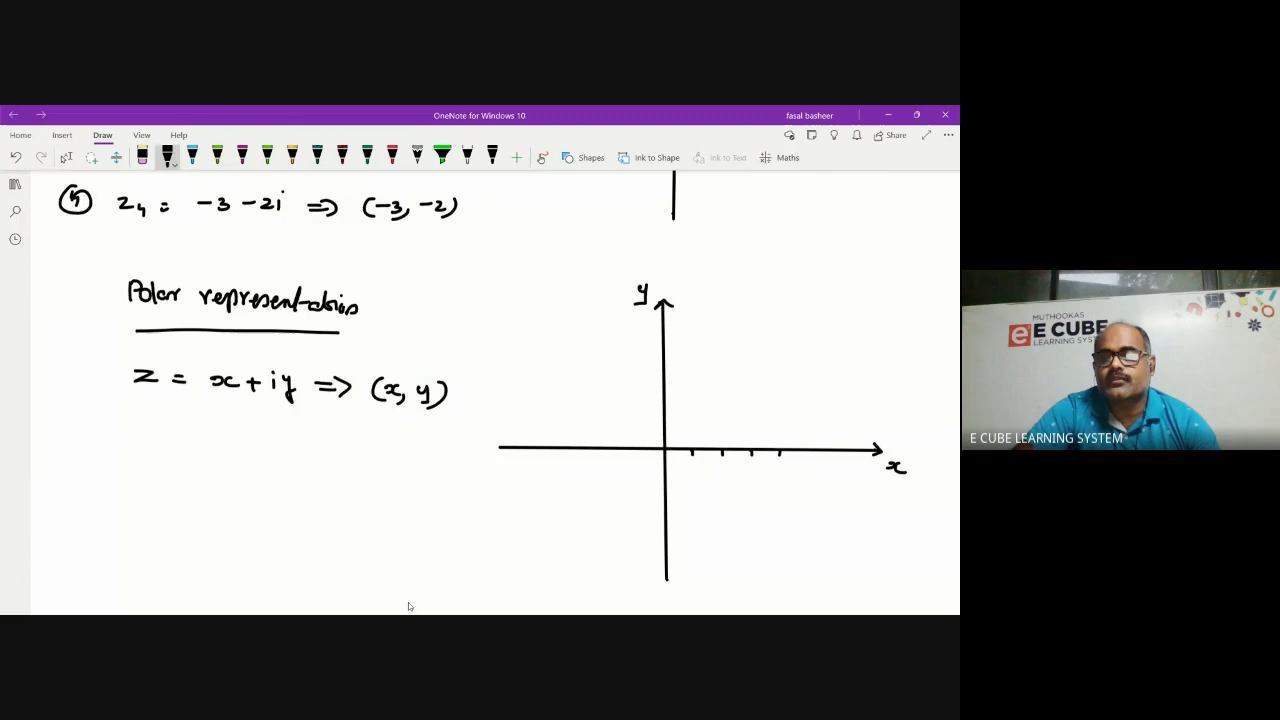 OneNote for Windows 10
fasal basheer
Home Insert Draw View Help
Share
Shapes Ink to Shape Ink to Text Maths
④ z₄ = -3 - 2i ⇒ (-3, -2)
Polar representation
z = x + iy ⇒ (x, y)
y
x
MUTHOOKAS
e E CUBE
LEARNING SYSTEM
E CUBE LEARNING SYSTEM